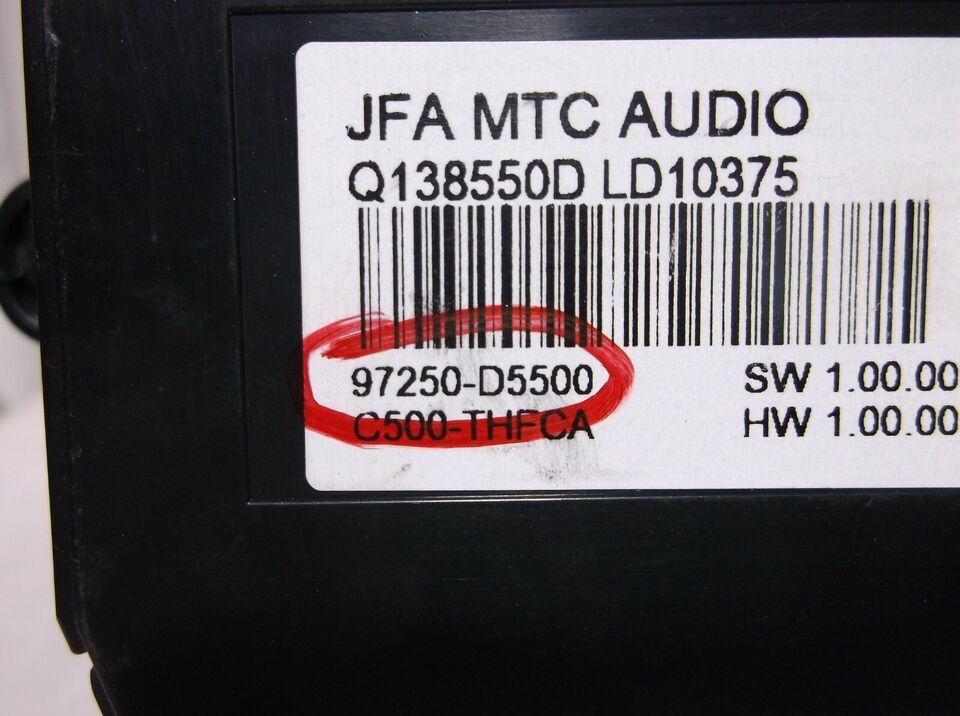 JFA MTC AUDIO
Q138550D LD10375
97250-D5500 SW 1.00.00
C500-THFCA HW 1.00.00